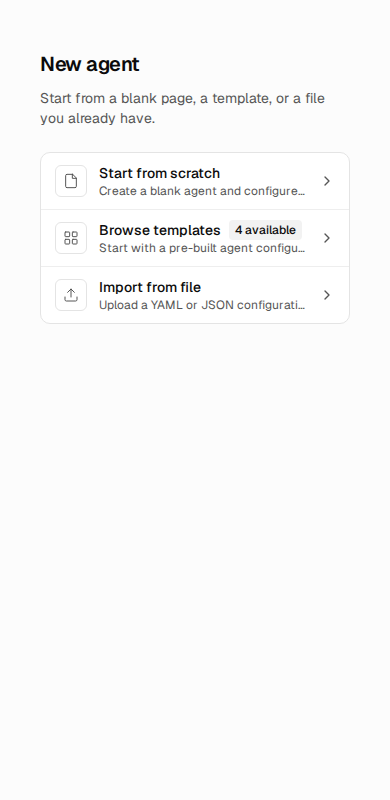 New agent
Start from a blank page, a template, or a file
you already have.
Start from scratch
Create a blank agent and configure…
Browse templates 4 available
Start with a pre-built agent configu…
Import from file
Upload a YAML or JSON configurati…